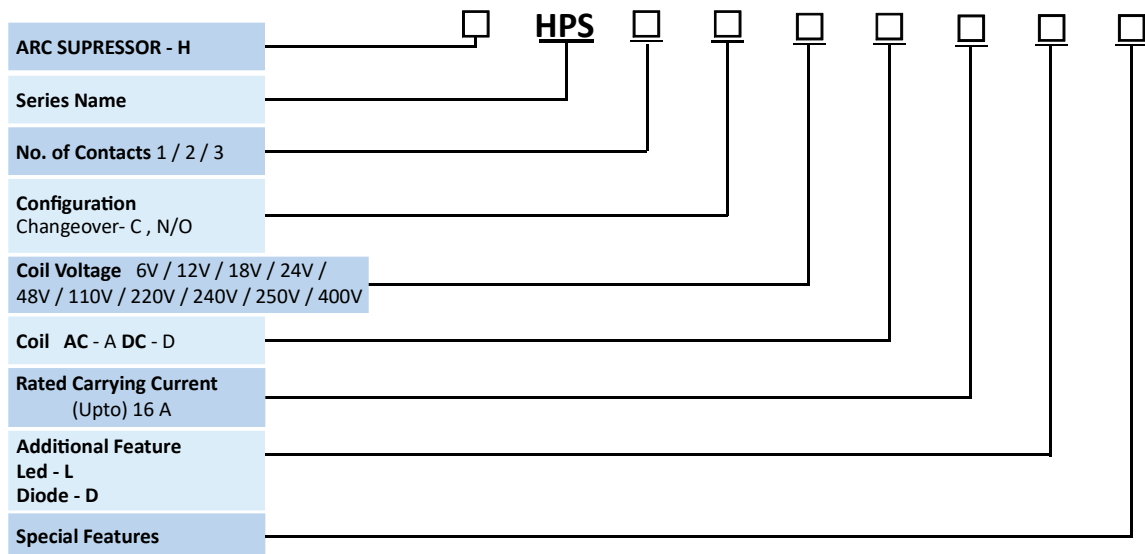 HPS
ARC SUPRESSOR - H
Series Name
No. of Contacts 1 / 2 / 3
Configuration
Changeover- C , N/O
Coil Voltage 6V / 12V / 18V / 24V /
48V / 110V / 220V / 240V / 250V / 400V
Coil AC - A DC - D
Rated Carrying Current
(Upto) 16 A
Additional Feature
Led - L
Diode - D
Special Features